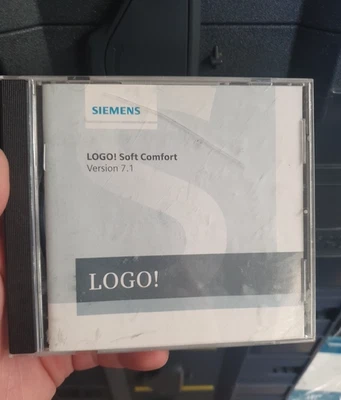 SIEMENS
LOGO! Soft Comfort
Version 7.1
LOGO!